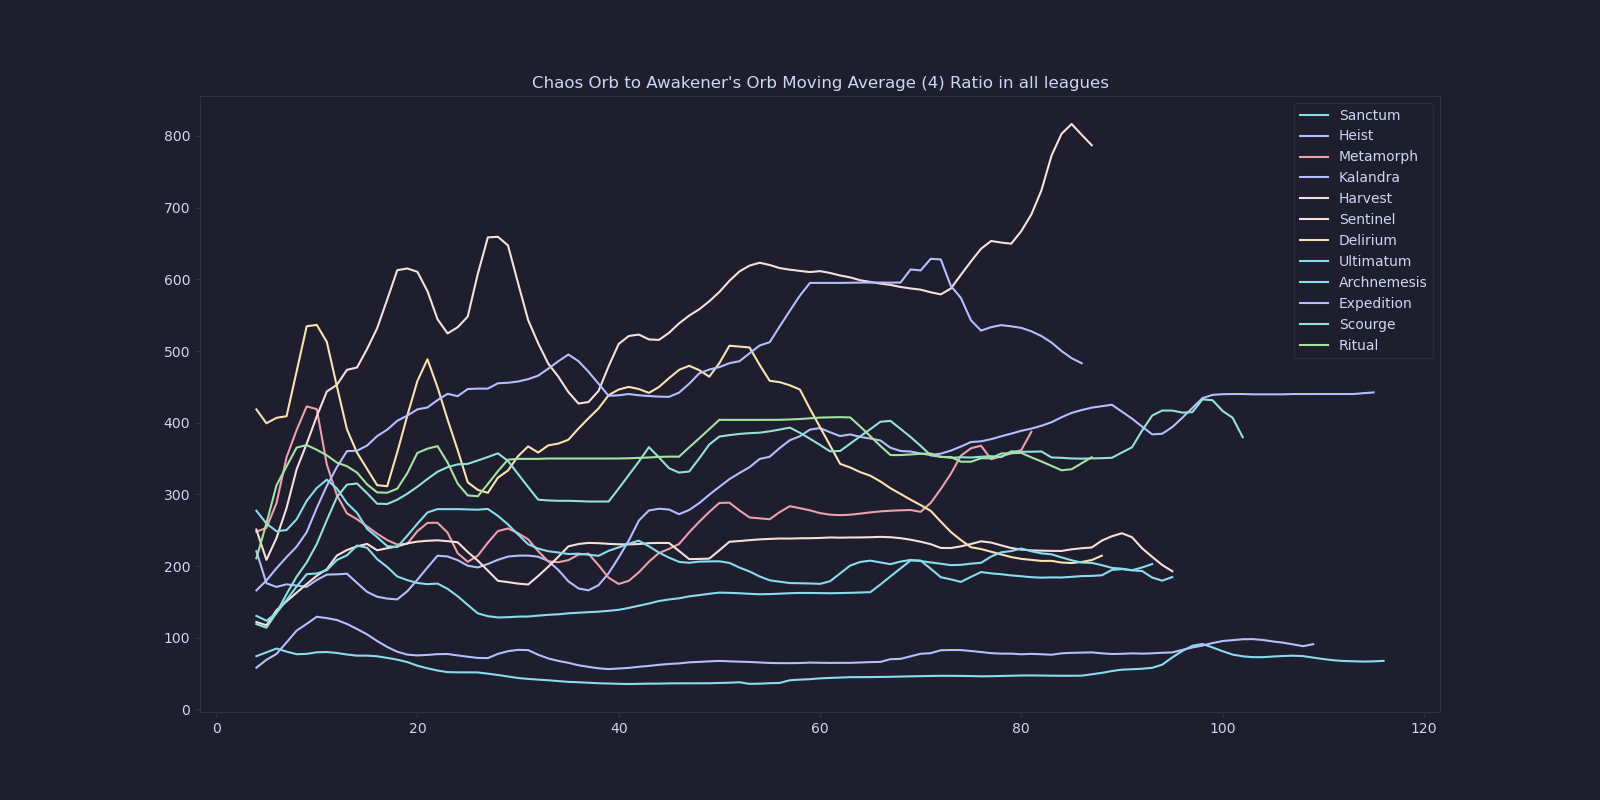 Chaos Orb to Awakener's Orb Moving Average (4) Ratio in all leagues
800
700
600
500
400
300
200
100
0
0 20 40 60 80 100 120
Sanctum
Heist
Metamorph
Kalandra
Harvest
Sentinel
Delirium
Ultimatum
Archnemesis
Expedition
Scourge
Ritual